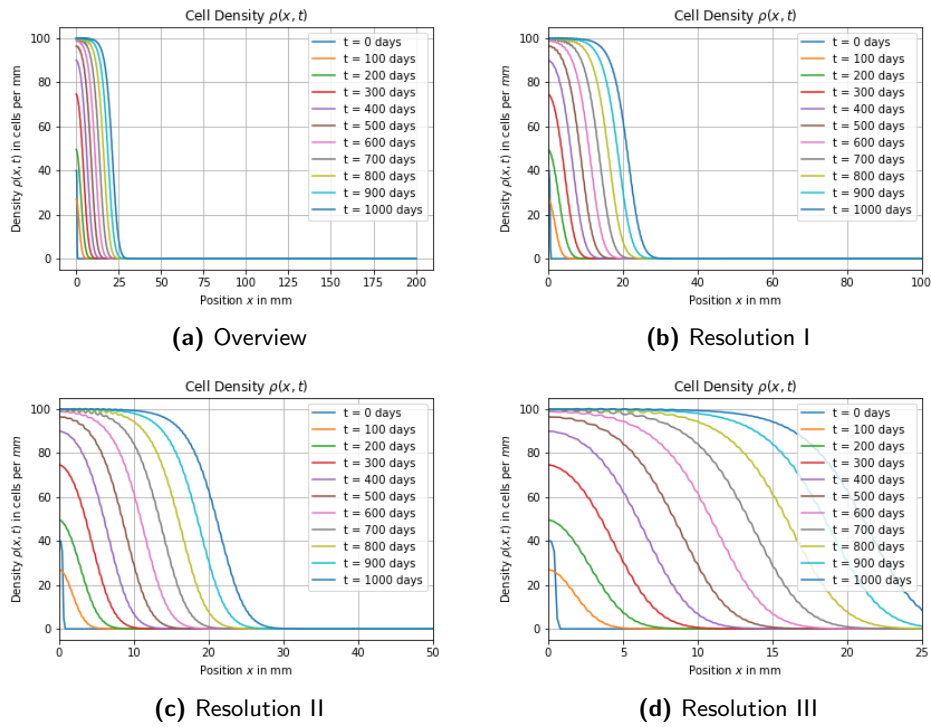 Cell Density ρ(x, t)
Density ρ(x, t) in cells per mm
100
80
60
40
20
0
t = 0 days
t = 100 days
t = 200 days
t = 300 days
t = 400 days
t = 500 days
t = 600 days
t = 700 days
t = 800 days
t = 900 days
t = 1000 days
0 25 50 75 100 125 150 175 200
Position x in mm
(a) Overview
Cell Density ρ(x, t)
Density ρ(x, t) in cells per mm
100
80
60
40
20
0
t = 0 days
t = 100 days
t = 200 days
t = 300 days
t = 400 days
t = 500 days
t = 600 days
t = 700 days
t = 800 days
t = 900 days
t = 1000 days
0 20 40 60 80 100
Position x in mm
(b) Resolution I
Cell Density ρ(x, t)
Density ρ(x, t) in cells per mm
100
80
60
40
20
0
t = 0 days
t = 100 days
t = 200 days
t = 300 days
t = 400 days
t = 500 days
t = 600 days
t = 700 days
t = 800 days
t = 900 days
t = 1000 days
0 10 20 30 40 50
Position x in mm
(c) Resolution II
Cell Density ρ(x, t)
Density ρ(x, t) in cells per mm
100
80
60
40
20
0
t = 0 days
t = 100 days
t = 200 days
t = 300 days
t = 400 days
t = 500 days
t = 600 days
t = 700 days
t = 800 days
t = 900 days
t = 1000 days
0 5 10 15 20 25
Position x in mm
(d) Resolution III